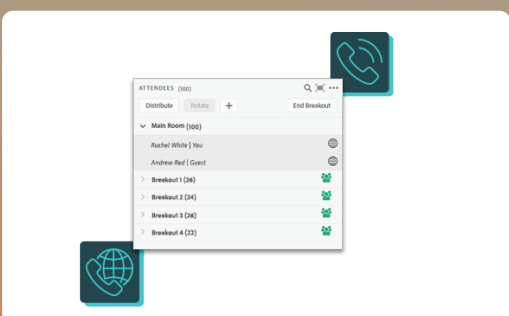 ATTENDEES (100)
Distribute Rotate + End Breakout
Main Room (100)
Rachel White | You
Andrew Red | Guest
Breakout 1 (26)
Breakout 2 (24)
Breakout 3 (26)
Breakout 4 (22)